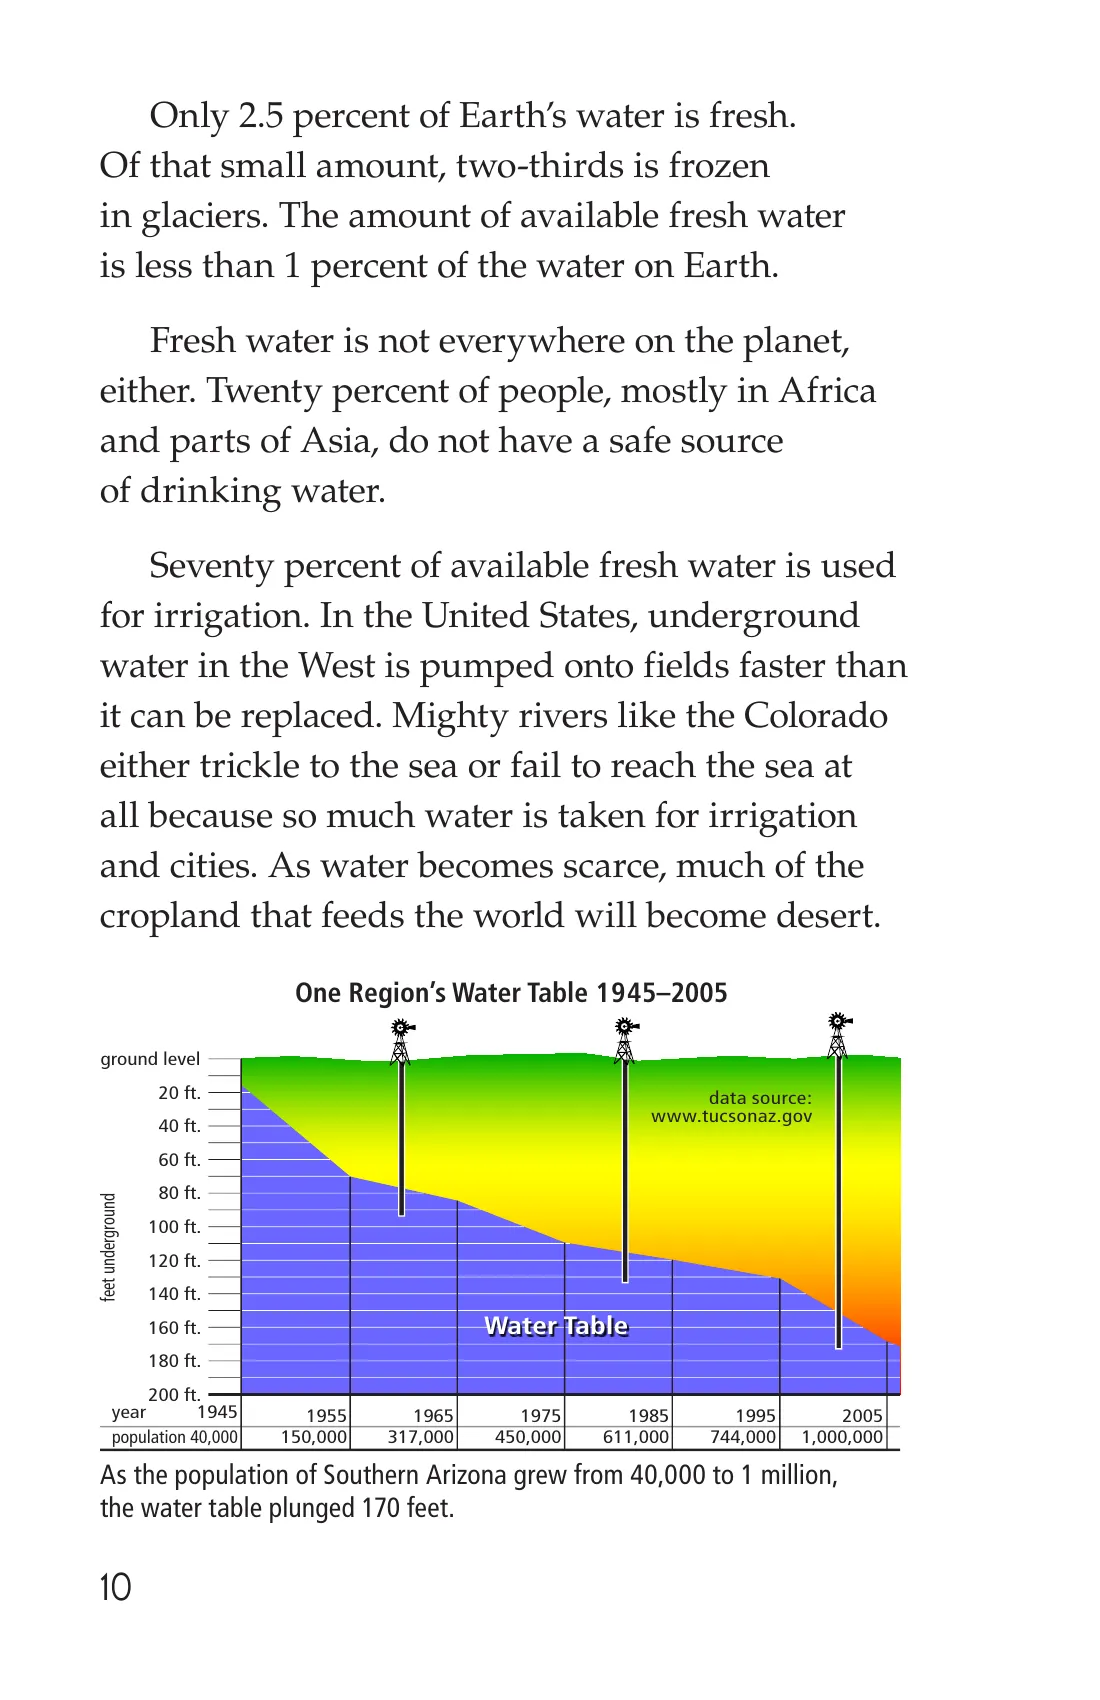 Only 2.5 percent of Earth’s water is fresh.
Of that small amount, two-thirds is frozen
in glaciers. The amount of available fresh water
is less than 1 percent of the water on Earth.
Fresh water is not everywhere on the planet,
either. Twenty percent of people, mostly in Africa
and parts of Asia, do not have a safe source
of drinking water.
Seventy percent of available fresh water is used
for irrigation. In the United States, underground
water in the West is pumped onto fields faster than
it can be replaced. Mighty rivers like the Colorado
either trickle to the sea or fail to reach the sea at
all because so much water is taken for irrigation
and cities. As water becomes scarce, much of the
cropland that feeds the world will become desert.
One Region’s Water Table 1945–2005
ground level
20 ft.
40 ft.
60 ft.
80 ft.
100 ft.
120 ft.
140 ft.
160 ft.
180 ft.
200 ft.
feet underground
data source:
www.tucsonaz.gov
Water Table
year 1945 1955 1965 1975 1985 1995 2005
population 40,000 150,000 317,000 450,000 611,000 744,000 1,000,000
As the population of Southern Arizona grew from 40,000 to 1 million,
the water table plunged 170 feet.
10